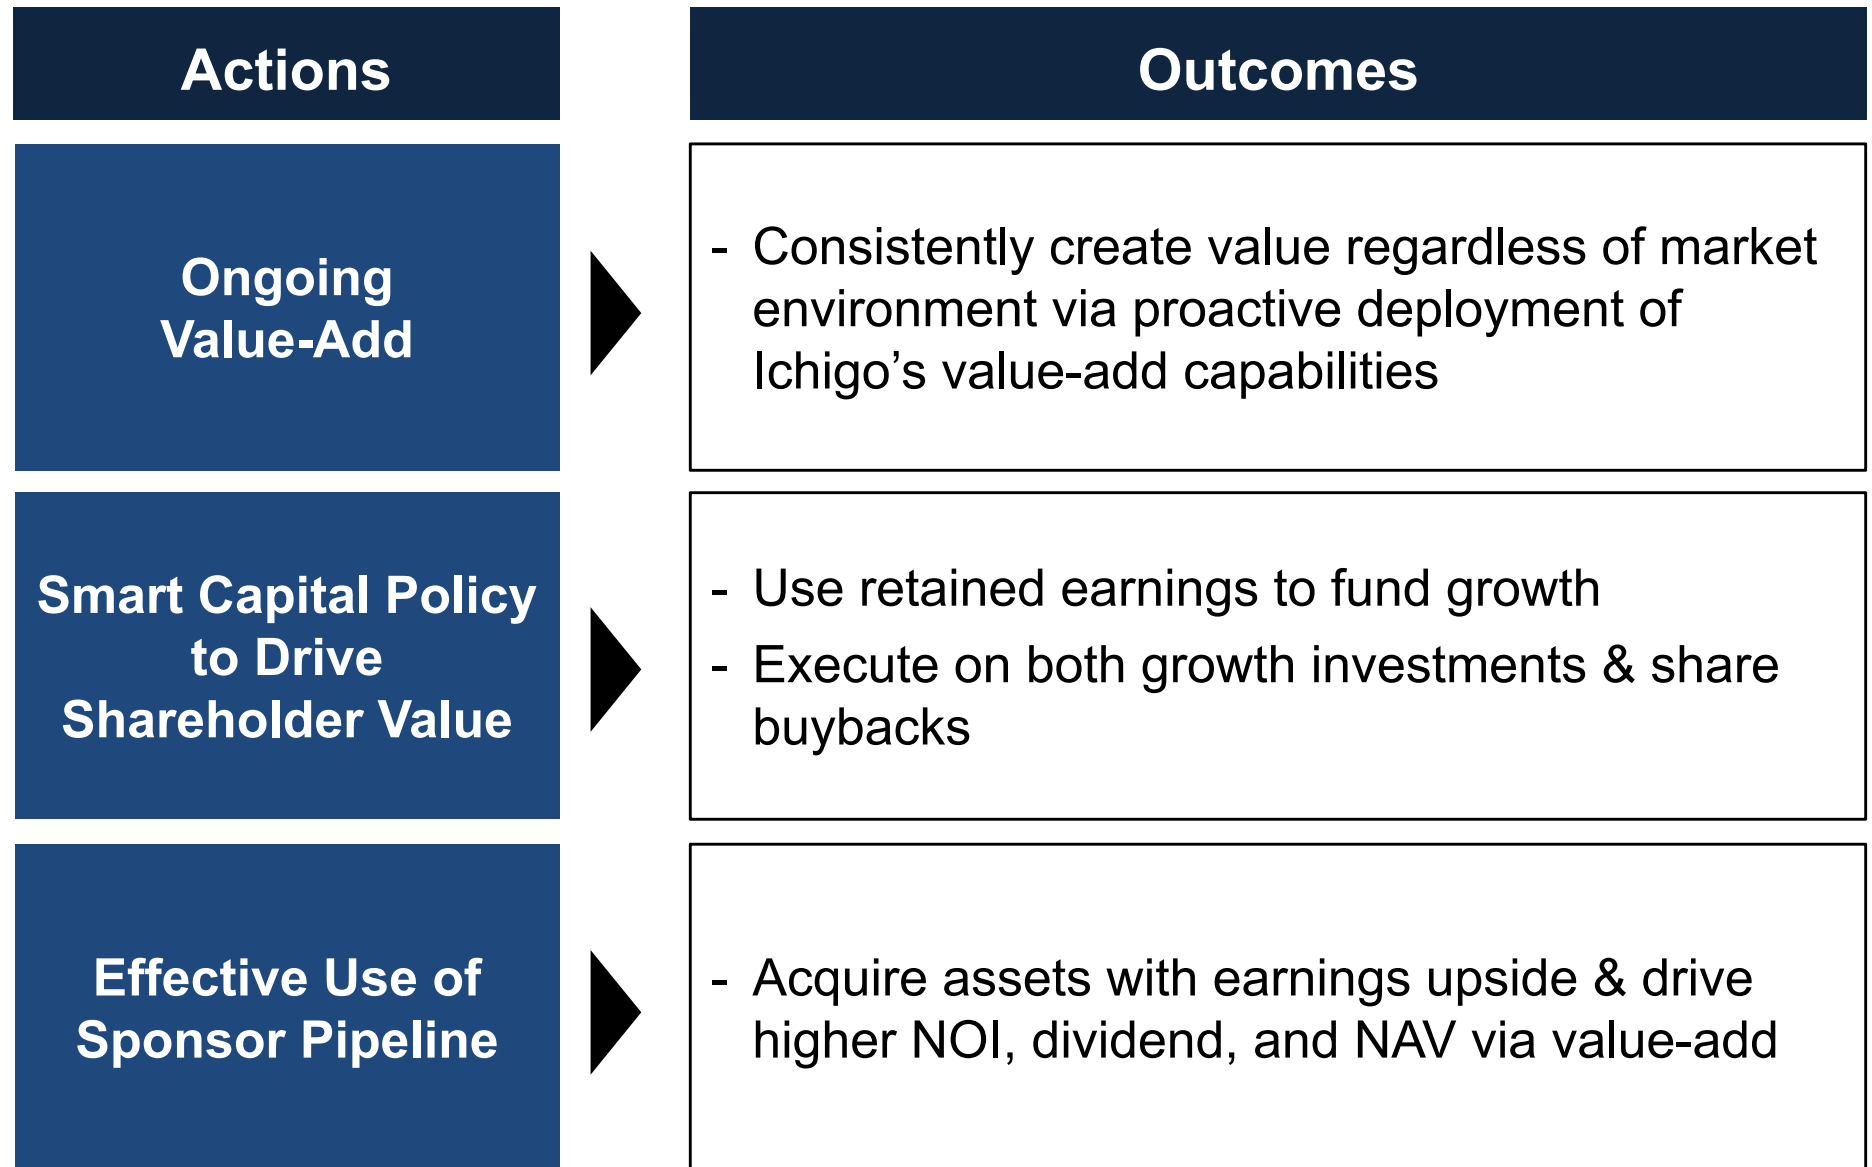 Actions
Outcomes
Ongoing
Value-Add
- Consistently create value regardless of market
environment via proactive deployment of
Ichigo’s value-add capabilities
Smart Capital Policy
to Drive
Shareholder Value
- Use retained earnings to fund growth
- Execute on both growth investments & share
buybacks
Effective Use of
Sponsor Pipeline
- Acquire assets with earnings upside & drive
higher NOI, dividend, and NAV via value-add